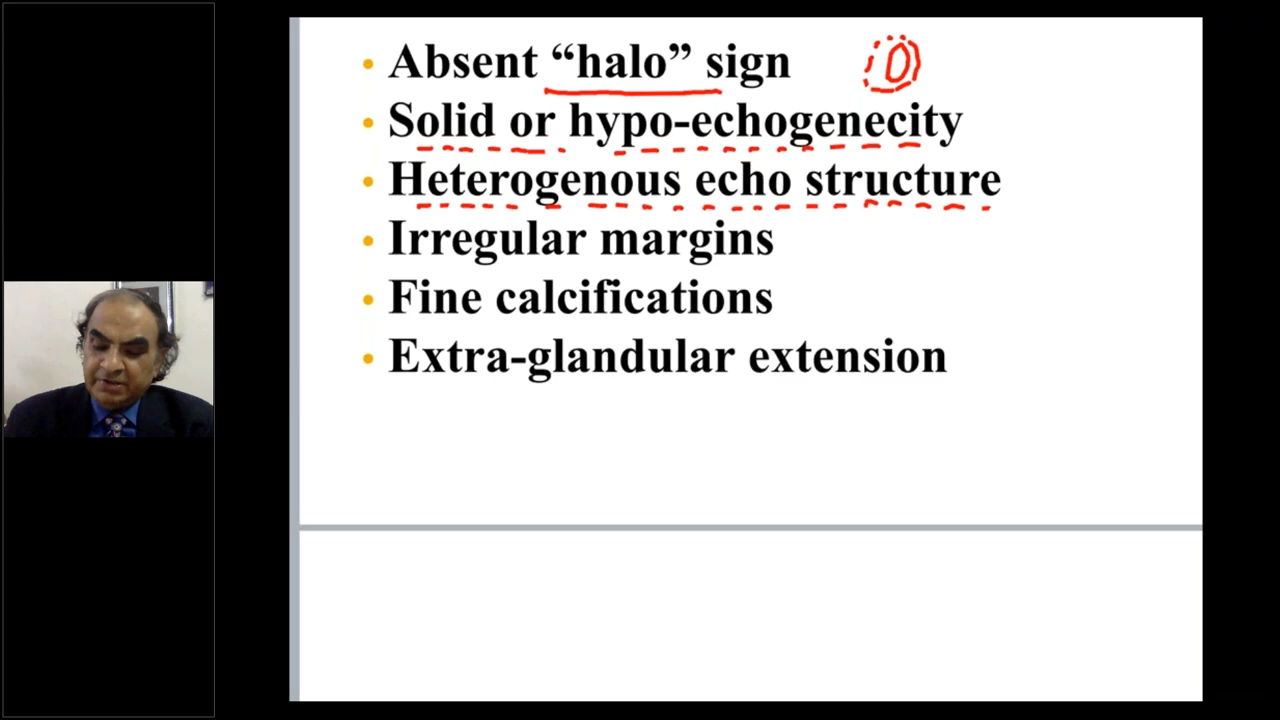 • Absent “halo” sign
• Solid or hypo-echogenecity
• Heterogenous echo structure
• Irregular margins
• Fine calcifications
• Extra-glandular extension